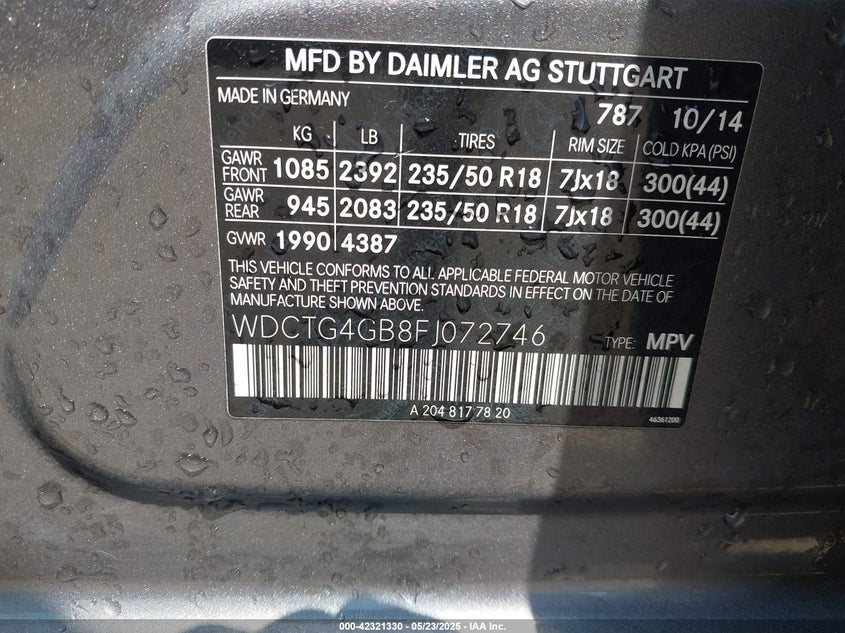 MFD BY DAIMLER AG STUTTGART
MADE IN GERMANY 787 10/14
KG LB TIRES RIM SIZE COLD KPA (PSI)
GAWR FRONT 1085 2392 235/50 R18 7Jx18 300(44)
GAWR REAR 945 2083 235/50 R18 7Jx18 300(44)
GVWR 1990 4387
THIS VEHICLE CONFORMS TO ALL APPLICABLE FEDERAL MOTOR VEHICLE
SAFETY AND THEFT PREVENTION STANDARDS IN EFFECT ON THE DATE OF
MANUFACTURE SHOWN ABOVE.
WDCTG4GB8FJ072746 TYPE: MPV
A 204 817 78 20 46361200
000-42321330 - 05/23/2025 - IAA Inc.